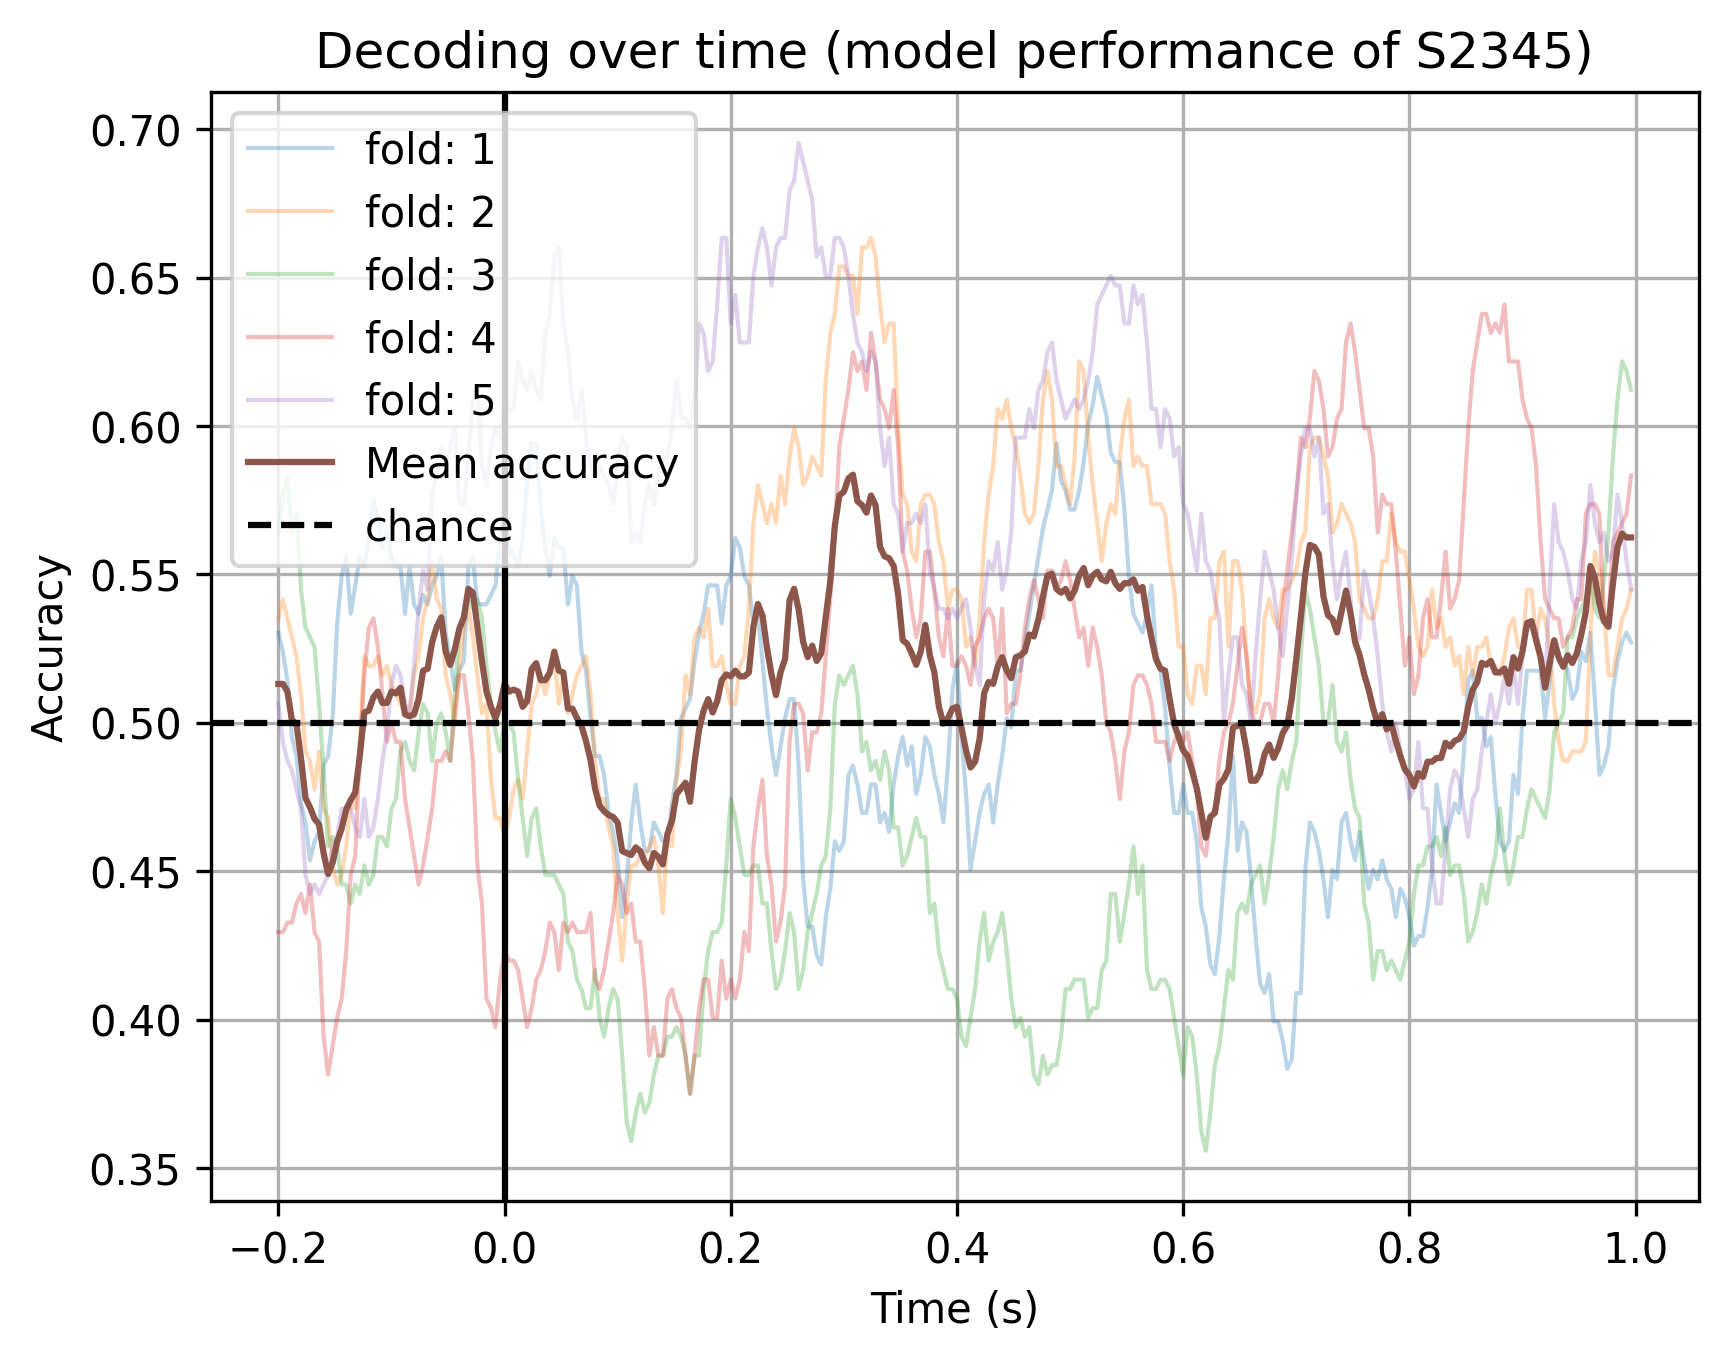 Decoding over time (model performance of S2345)
0.70
0.65
0.60
0.55
0.50
0.45
0.40
0.35
Accuracy
fold: 1
fold: 2
fold: 3
fold: 4
fold: 5
Mean accuracy
chance
−0.2 0.0 0.2 0.4 0.6 0.8 1.0
Time (s)